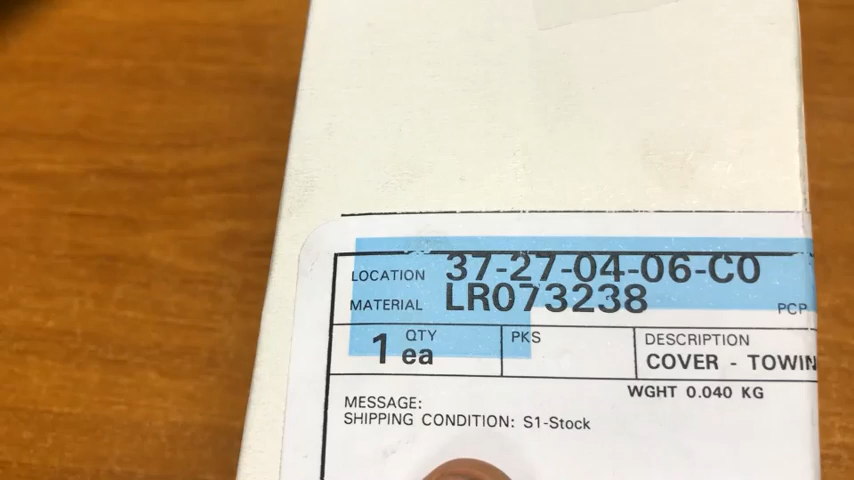 LOCATION 37-27-04-06-C0
MATERIAL LR073238 PCP
QTY PKS DESCRIPTION
1 ea COVER - TOWIN
WGHT 0.040 KG
MESSAGE:
SHIPPING CONDITION: S1-Stock